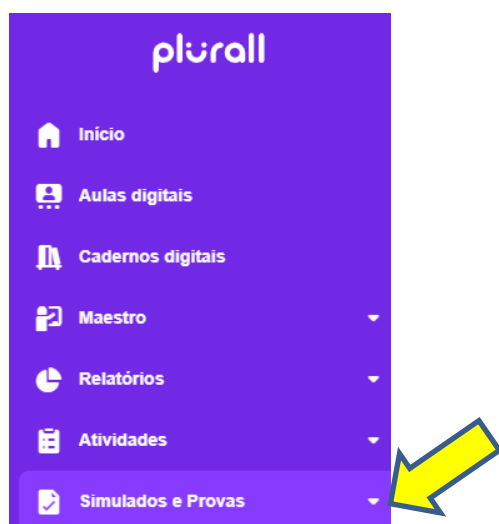 plurall
Início
Aulas digitais
Cadernos digitais
Maestro
Relatórios
Atividades
Simulados e Provas